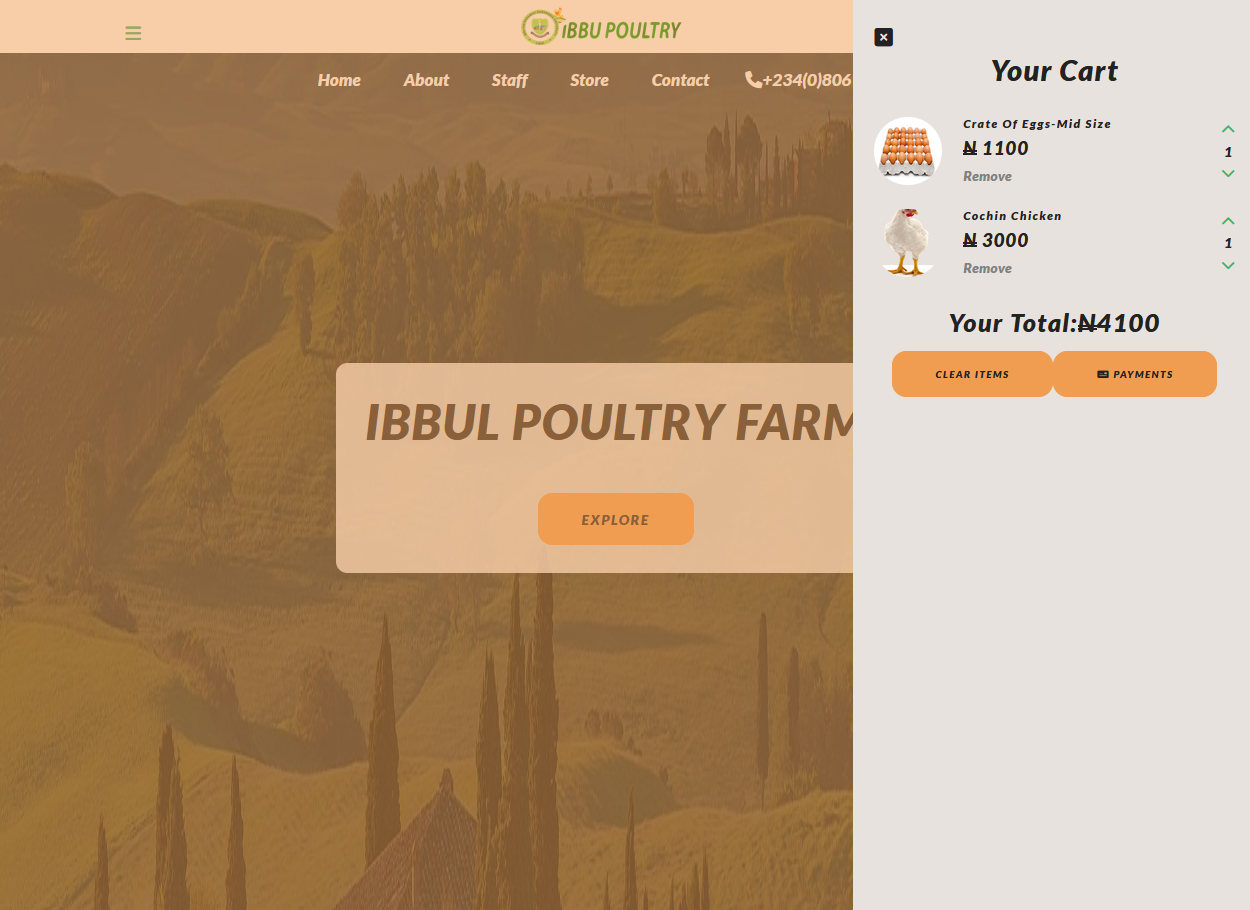 IBBU POULTRY
Home About Staff Store Contact +234(0)806
IBBUL POULTRY FARM
EXPLORE
Your Cart
Crate Of Eggs-Mid Size
₦ 1100
Remove
1
Cochin Chicken
₦ 3000
Remove
1
Your Total:₦4100
CLEAR ITEMS
PAYMENTS